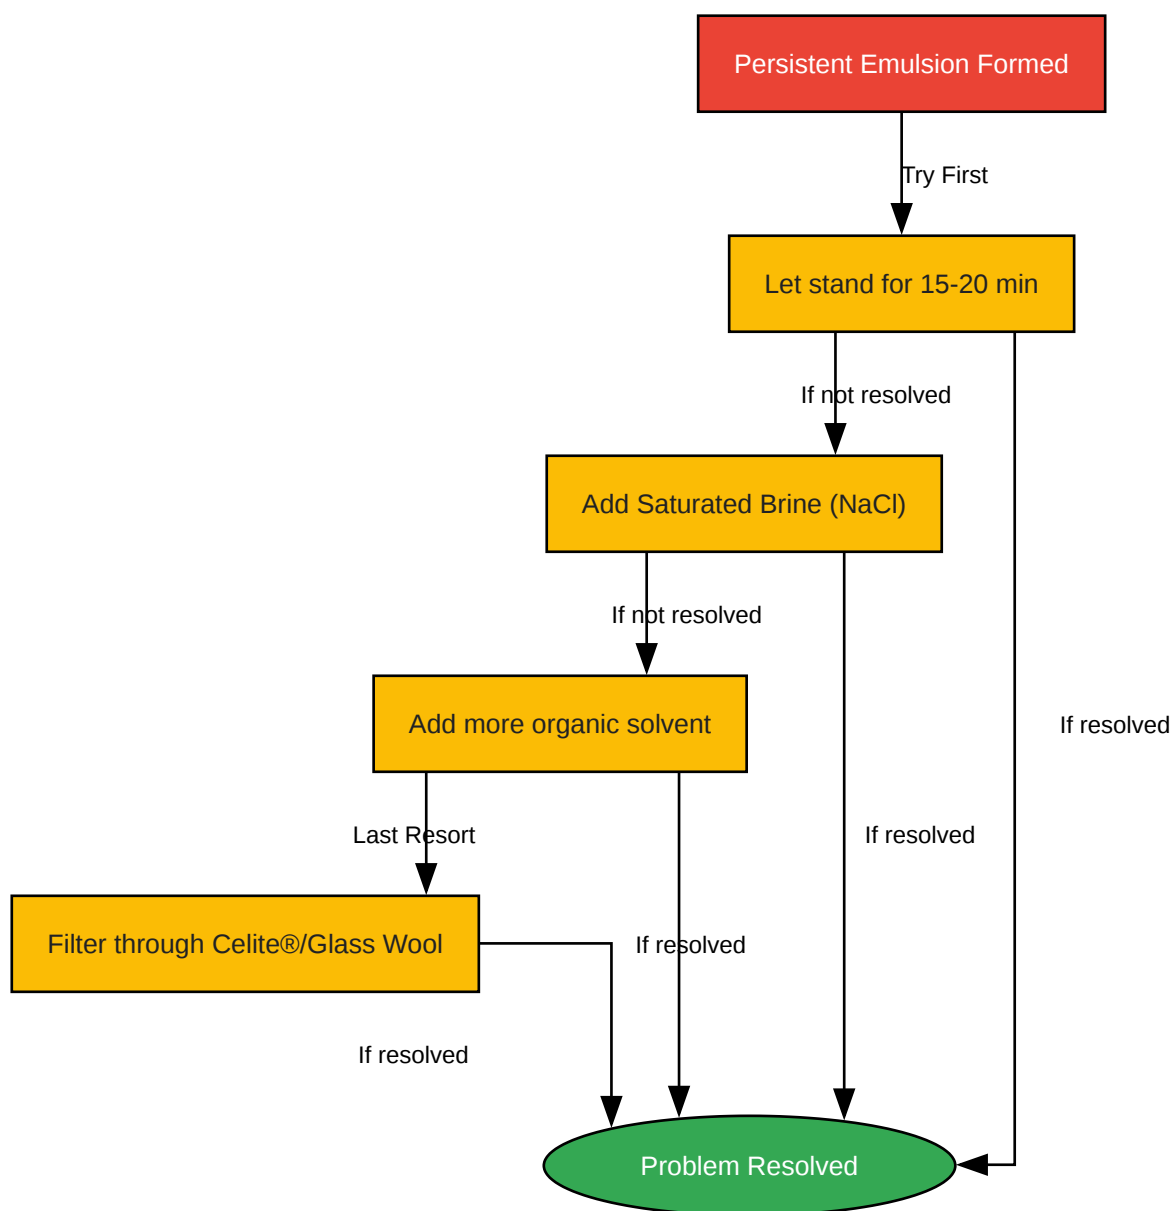 Persistent Emulsion Formed
Try First
Let stand for 15-20 min
If not resolved
Add Saturated Brine (NaCl)
If not resolved
Add more organic solvent
If resolved
Last Resort
If resolved
Filter through Celite®/Glass Wool
If resolved
If resolved
Problem Resolved